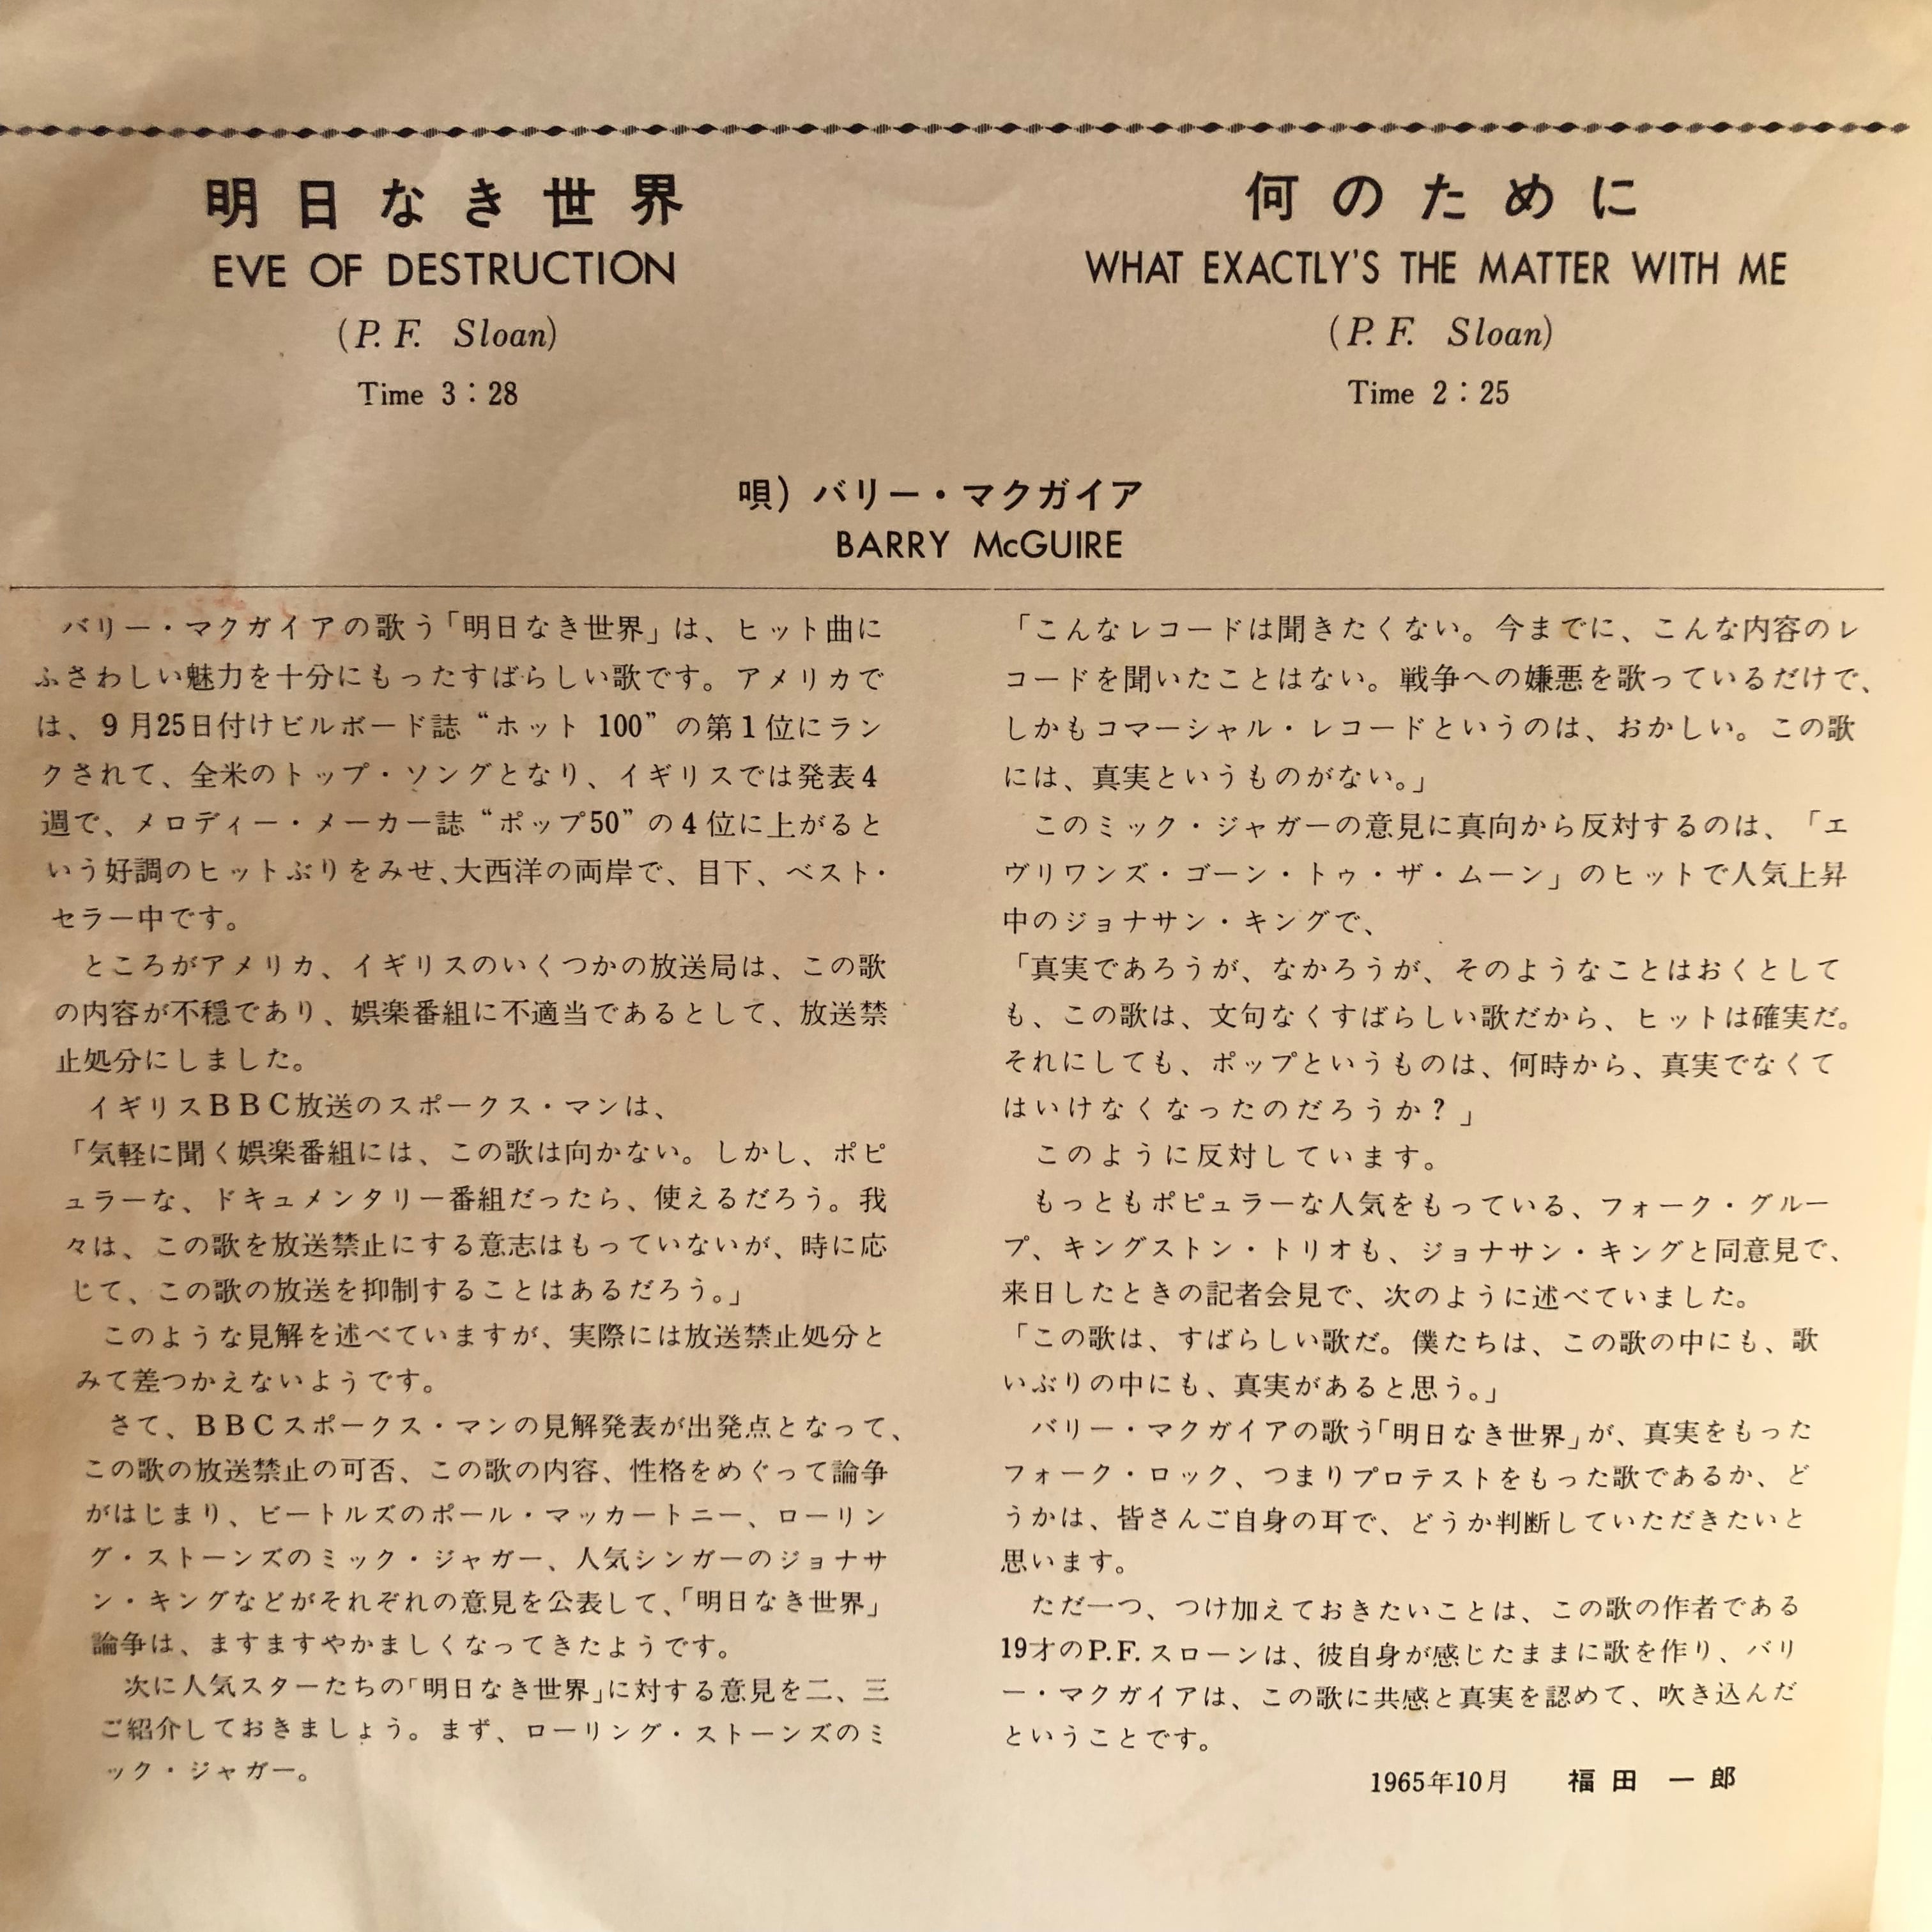 明日なき世界
EVE OF DESTRUCTION
(P. F. Sloan)
Time 3:28
何のために
WHAT EXACTLY'S THE MATTER WITH ME
(P. F. Sloan)
Time 2:25
唄) バリー・マクガイア
BARRY McGUIRE
バリー・マクガイアの歌う「明日なき世界」は、ヒット曲に
ふさわしい魅力を十分にもったすばらしい歌です。アメリカで
は、9月25日付けビルボード誌“ホット 100”の第1位にラン
クされて、全米のトップ・ソングとなり、イギリスでは発表4
週で、メロディー・メーカー誌“ポップ50”の4位に上がると
いう好調のヒットぶりをみせ、大西洋の両岸で、目下、ベスト・
セラー中です。
ところがアメリカ、イギリスのいくつかの放送局は、この歌
の内容が不穏であり、娯楽番組に不適当であるとして、放送禁
止処分にしました。
イギリスBBC放送のスポークス・マンは、
「気軽に聞く娯楽番組には、この歌は向かない。しかし、ポピ
ュラーな、ドキュメンタリー番組だったら、使えるだろう。我
々は、この歌を放送禁止にする意志はもっていないが、時に応
じて、この歌の放送を抑制することはあるだろう。」
このような見解を述べていますが、実際には放送禁止処分と
みて差つかえないようです。
さて、BBCスポークス・マンの見解発表が出発点となって、
この歌の放送禁止の可否、この歌の内容、性格をめぐって論争
がはじまり、ビートルズのポール・マッカートニー、ローリン
グ・ストーンズのミック・ジャガー、人気シンガーのジョナサ
ン・キングなどがそれぞれの意見を公表して、「明日なき世界」
論争は、ますますやかましくなってきたようです。
次に人気スターたちの「明日なき世界」に対する意見を二、三
ご紹介しておきましょう。まず、ローリング・ストーンズのミ
ック・ジャガー。
「こんなレコードは聞きたくない。今までに、こんな内容のレ
コードを聞いたことはない。戦争への嫌悪を歌っているだけで、
しかもコマーシャル・レコードというのは、おかしい。この歌
には、真実というものがない。」
このミック・ジャガーの意見に真向から反対するのは、「エ
ヴリワンズ・ゴーン・トゥ・ザ・ムーン」のヒットで人気上昇
中のジョナサン・キングで、
「真実であろうが、なかろうが、そのようなことはおくとして
も、この歌は、文句なくすばらしい歌だから、ヒットは確実だ。
それにしても、ポップというものは、何時から、真実でなくて
はいけなくなったのだろうか?」
このように反対しています。
もっともポピュラーな人気をもっている、フォーク・グルー
プ、キングストン・トリオも、ジョナサン・キングと同意見で、
来日したときの記者会見で、次のように述べていました。
「この歌は、すばらしい歌だ。僕たちは、この歌の中にも、歌
いぶりの中にも、真実があると思う。」
バリー・マクガイアの歌う「明日なき世界」が、真実をもった
フォーク・ロック、つまりプロテストをもった歌であるか、ど
うかは、皆さんご自身の耳で、どうか判断していただきたいと
思います。
ただ一つ、つけ加えておきたいことは、この歌の作者である
19才のP.F.スローンは、彼自身が感じたままに歌を作り、バリ
ー・マクガイアは、この歌に共感と真実を認めて、吹き込んだ
ということです。
1965年10月 福田 一郎